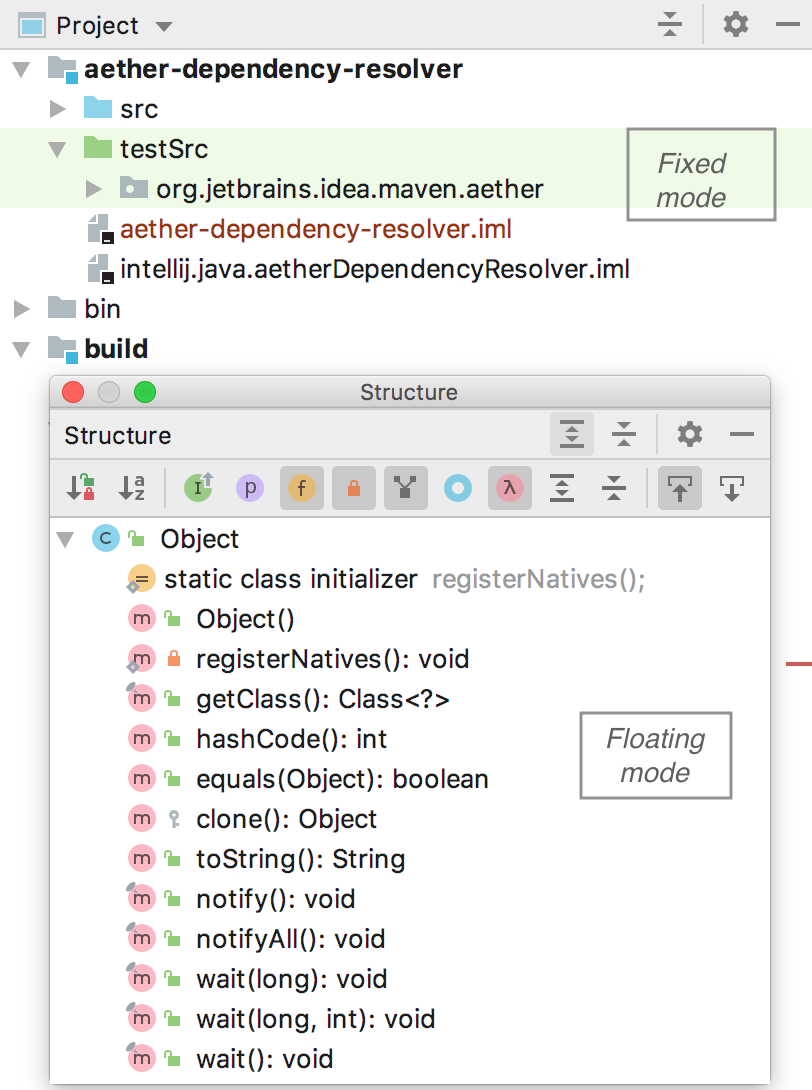 Project
aether-dependency-resolver
src
testSrc
org.jetbrains.idea.maven.aether
aether-dependency-resolver.iml
intellij.java.aetherDependencyResolver.iml
bin
build
Fixed
mode
Structure
Structure
a
z
I
p
f
λ
C
Object
static class initializer registerNatives();
m
Object()
m
registerNatives(): void
m
getClass(): Class<?>
m
hashCode(): int
m
equals(Object): boolean
m
clone(): Object
m
toString(): String
m
notify(): void
m
notifyAll(): void
m
wait(long): void
m
wait(long, int): void
m
wait(): void
Floating
mode